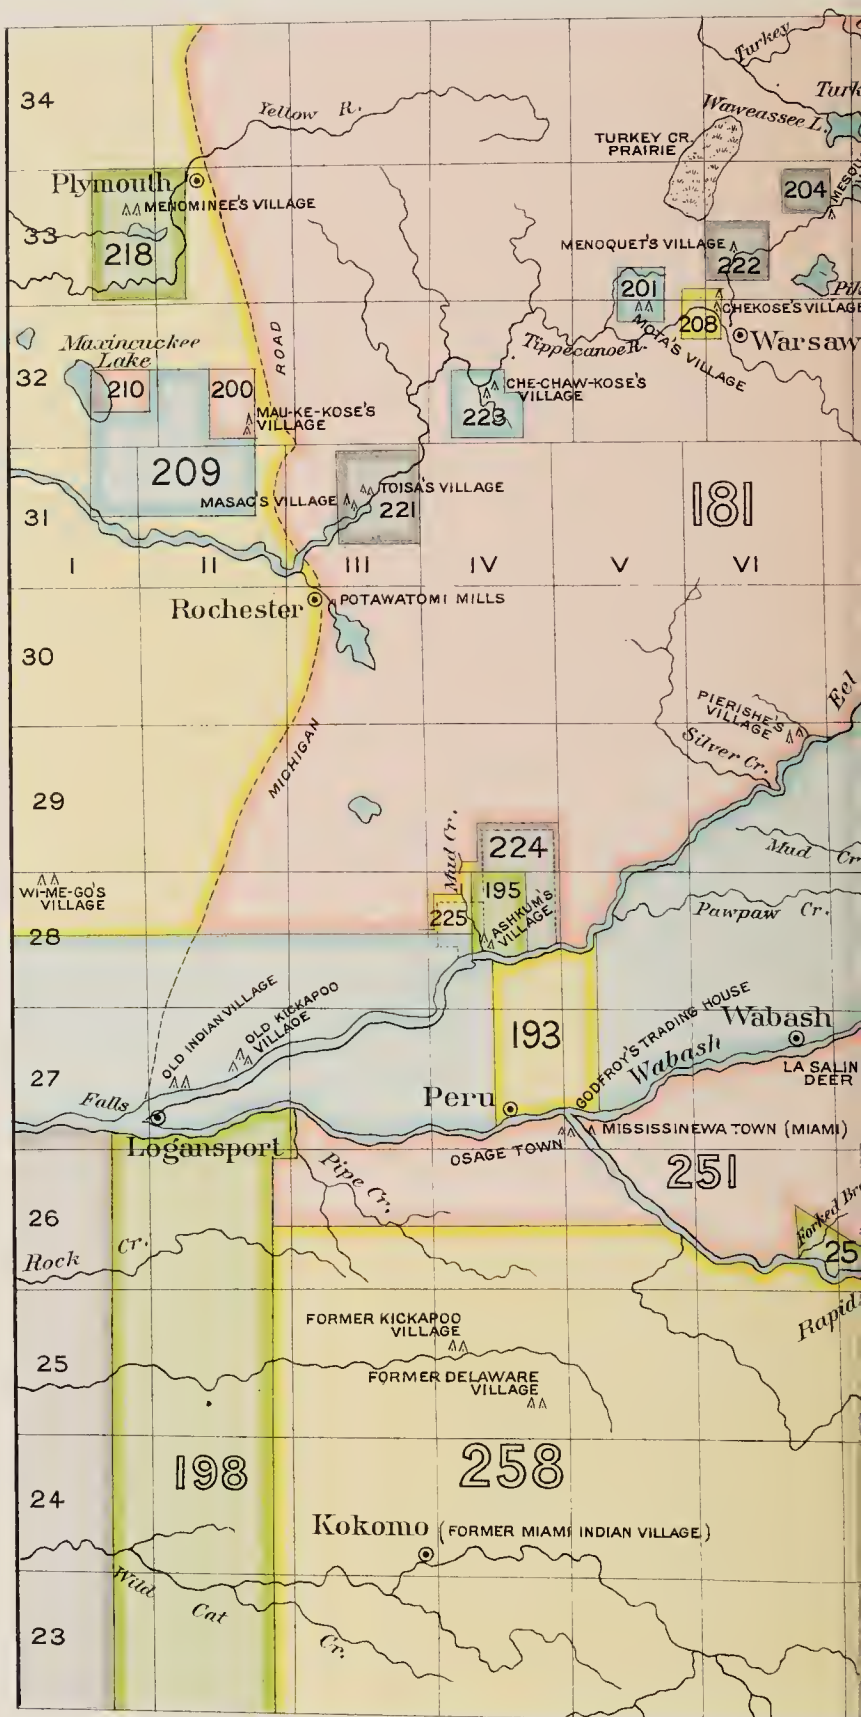 34
Yellow R.
Turkey
Waweassee L.
TURKEY CR.
PRAIRIE
Plymouth
MENOMINEE'S VILLAGE
204
33
218
MENOQUET'S VILLAGE
222
201
208
CHEKOSE'S VILLAGE
MOTA'S VILLAGE
Warsaw
Tippecanoe R.
Maxincuckee
Lake
ROAD
32
210
200
MAU-KE-KOSE'S
VILLAGE
CHE-CHAW-KOSE'S
VILLAGE
223
209
MASAC'S VILLAGE
TOISA'S VILLAGE
221
181
31
I
II
III
IV
V
VI
Rochester
POTAWATOMI MILLS
30
PIERISHE'S
VILLAGE
Eel
Silver Cr.
MICHIGAN
29
Mud Cr.
224
Mud Cr
WI-ME-GO'S
VILLAGE
195
225
ASHKUM'S
VILLAGE
Pawpaw Cr.
28
OLD INDIAN VILLAGE
OLD KICKAPOO
VILLAGE
193
GODFROY'S TRADING HOUSE
Wabash
Wabash
27
LA SALIN
DEER
Falls
Peru
Logansport
OSAGE TOWN
MISSISSINEWA TOWN (MIAMI)
251
Pipe Cr.
26
Rock Cr.
Forked Br
25
Rapids
FORMER KICKAPOO
VILLAGE
25
FORMER DELAWARE
VILLAGE
198
258
24
Kokomo (FORMER MIAMI INDIAN VILLAGE)
Wild Cat Cr.
23